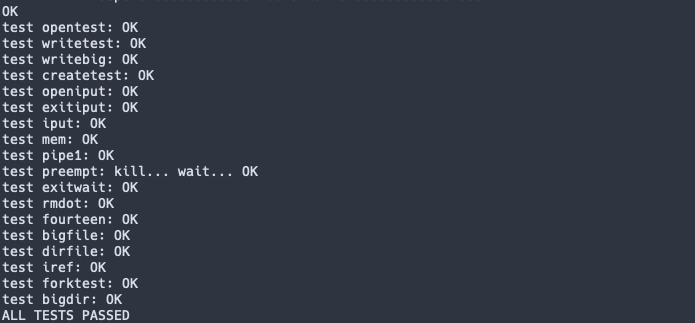 OK
test opentest: OK
test writetest: OK
test writebig: OK
test createtest: OK
test openiput: OK
test exitiput: OK
test iput: OK
test mem: OK
test pipe1: OK
test preempt: kill... wait... OK
test exitwait: OK
test rmdot: OK
test fourteen: OK
test bigfile: OK
test dirfile: OK
test iref: OK
test forktest: OK
test bigdir: OK
ALL TESTS PASSED